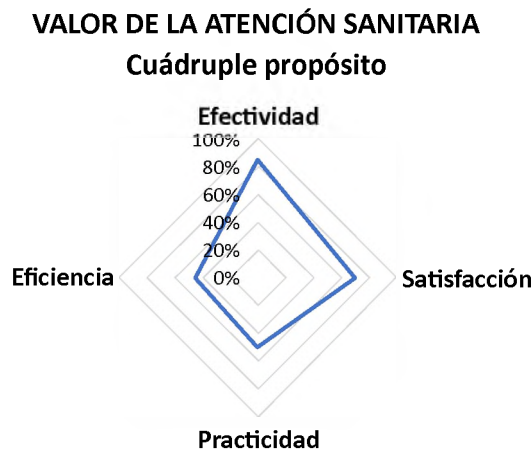 VALOR DE LA ATENCIÓN SANITARIA
Cuádruple propósito
Efectividad
100%
80%
60%
40%
20%
Eficiencia
0%
Satisfacción
Practicidad